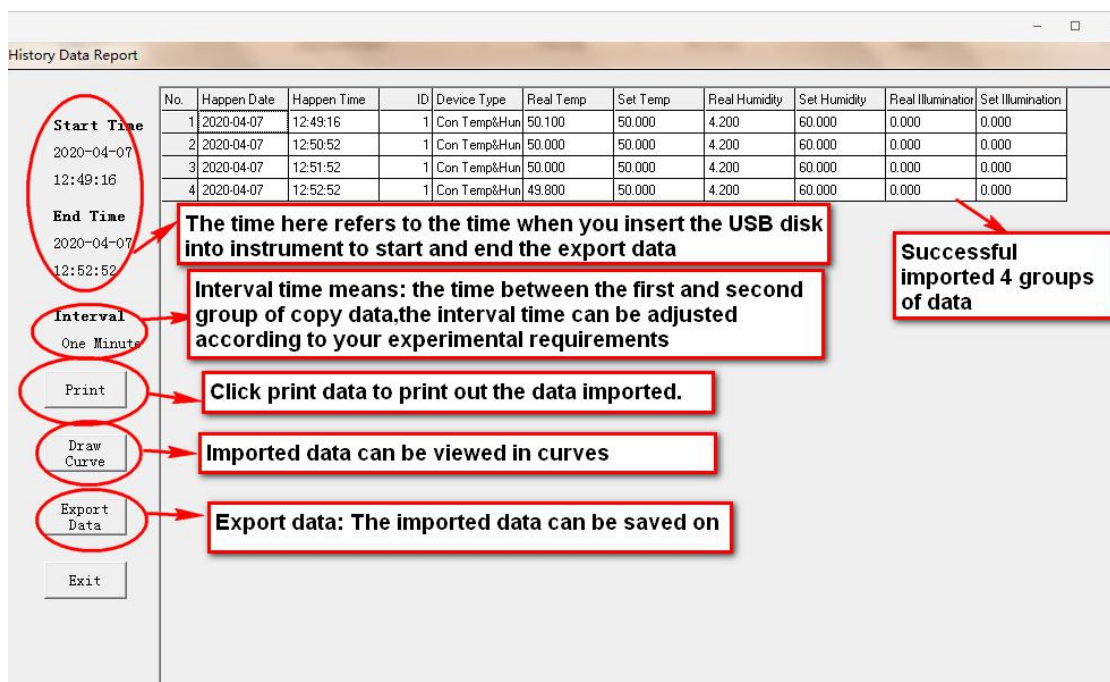 History Data Report
No. Happen Date Happen Time ID Device Type Real Temp Set Temp Real Humidity Set Humidity Real Illumination Set Illumination
1 2020-04-07 12:49:16 1 Con Temp&Hun 50.100 50.000 4.200 60.000 0.000 0.000
2 2020-04-07 12:50:52 1 Con Temp&Hun 50.000 50.000 4.200 60.000 0.000 0.000
3 2020-04-07 12:51:52 1 Con Temp&Hun 50.000 50.000 4.200 60.000 0.000 0.000
4 2020-04-07 12:52:52 1 Con Temp&Hun 49.800 50.000 4.200 60.000 0.000 0.000
Start Time
2020-04-07
12:49:16
End Time
2020-04-07
12:52:52
The time here refers to the time when you insert the USB disk
into instrument to start and end the export data
Successful
imported 4 groups
of data
Interval
One Minute
Interval time means: the time between the first and second
group of copy data,the interval time can be adjusted
according to your experimental requirements
Print
Click print data to print out the data imported.
Draw
Curve
Imported data can be viewed in curves
Export
Data
Export data: The imported data can be saved on
Exit